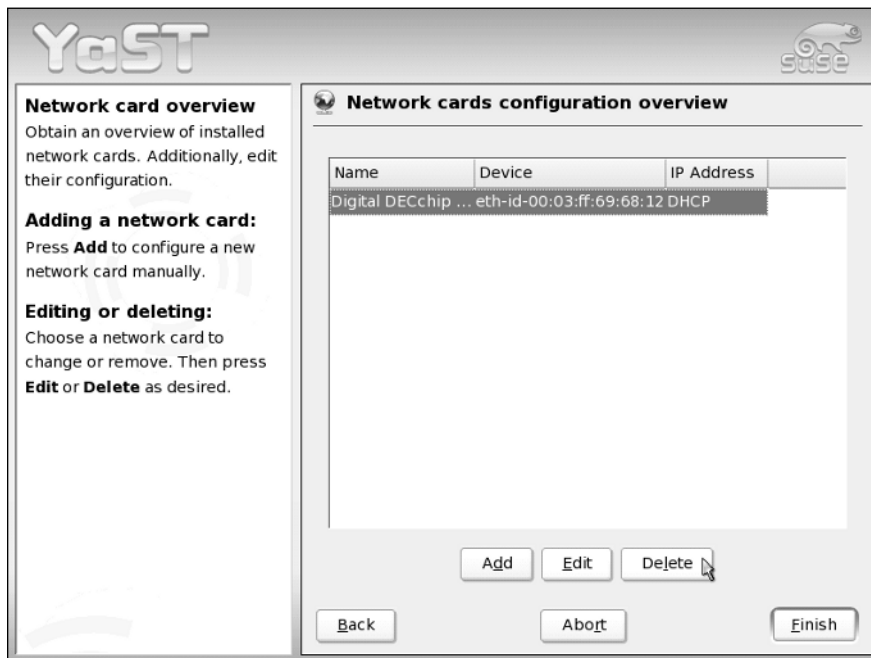 YaST
suse
Network card overview
Obtain an overview of installed
network cards. Additionally, edit
their configuration.
Adding a network card:
Press Add to configure a new
network card manually.
Editing or deleting:
Choose a network card to
change or remove. Then press
Edit or Delete as desired.
Network cards configuration overview
Name Device IP Address
Digital DECchip ... eth-id-00:03:ff:69:68:12 DHCP
Add Edit Delete
Back Abort Finish